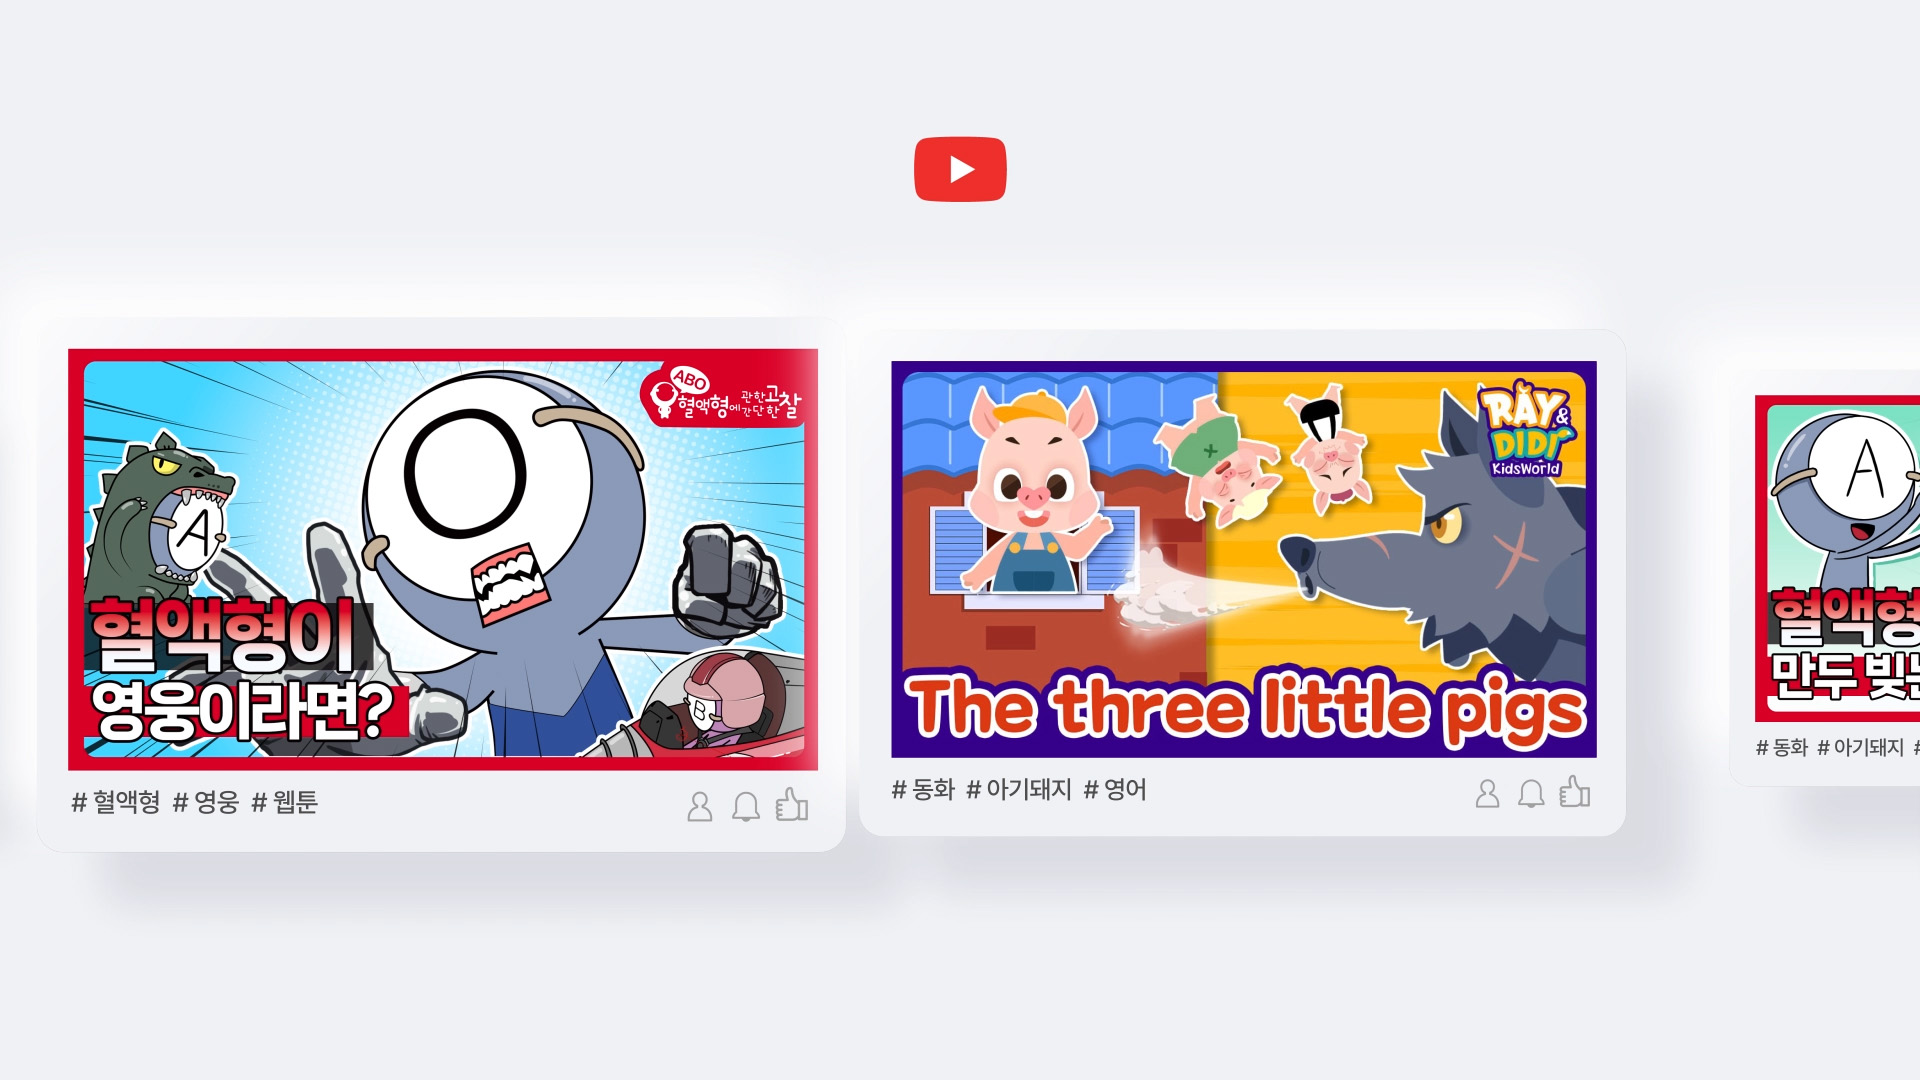 ABO
혈액형에 관한 간단한 고찰
O
A
B
혈액형이
영웅이라면?
# 혈액형 # 영웅 # 웹툰
RAY &
DIDI
KidsWorld
The three little pigs
# 동화 # 아기돼지 # 영어
A
혈액형
만두 빚는
# 동화 # 아기돼지 #